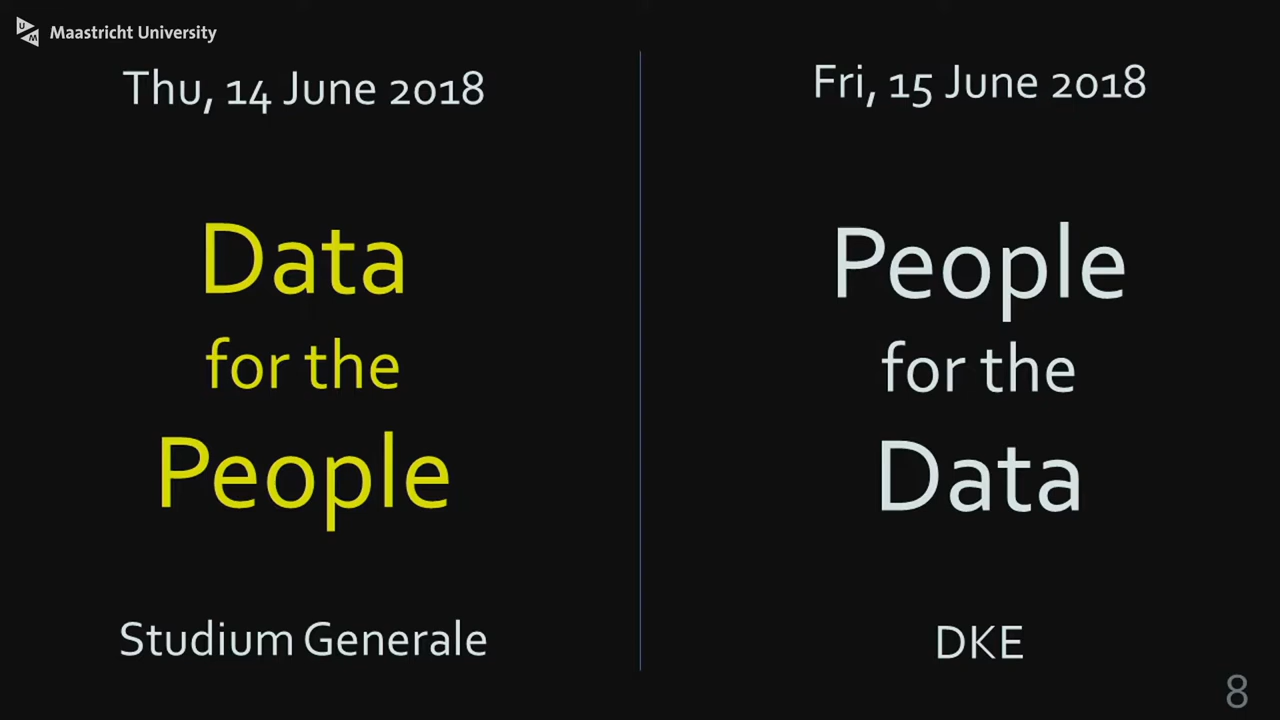 Maastricht University
Thu, 14 June 2018
Data
for the
People
Studium Generale
Fri, 15 June 2018
People
for the
Data
DKE
8